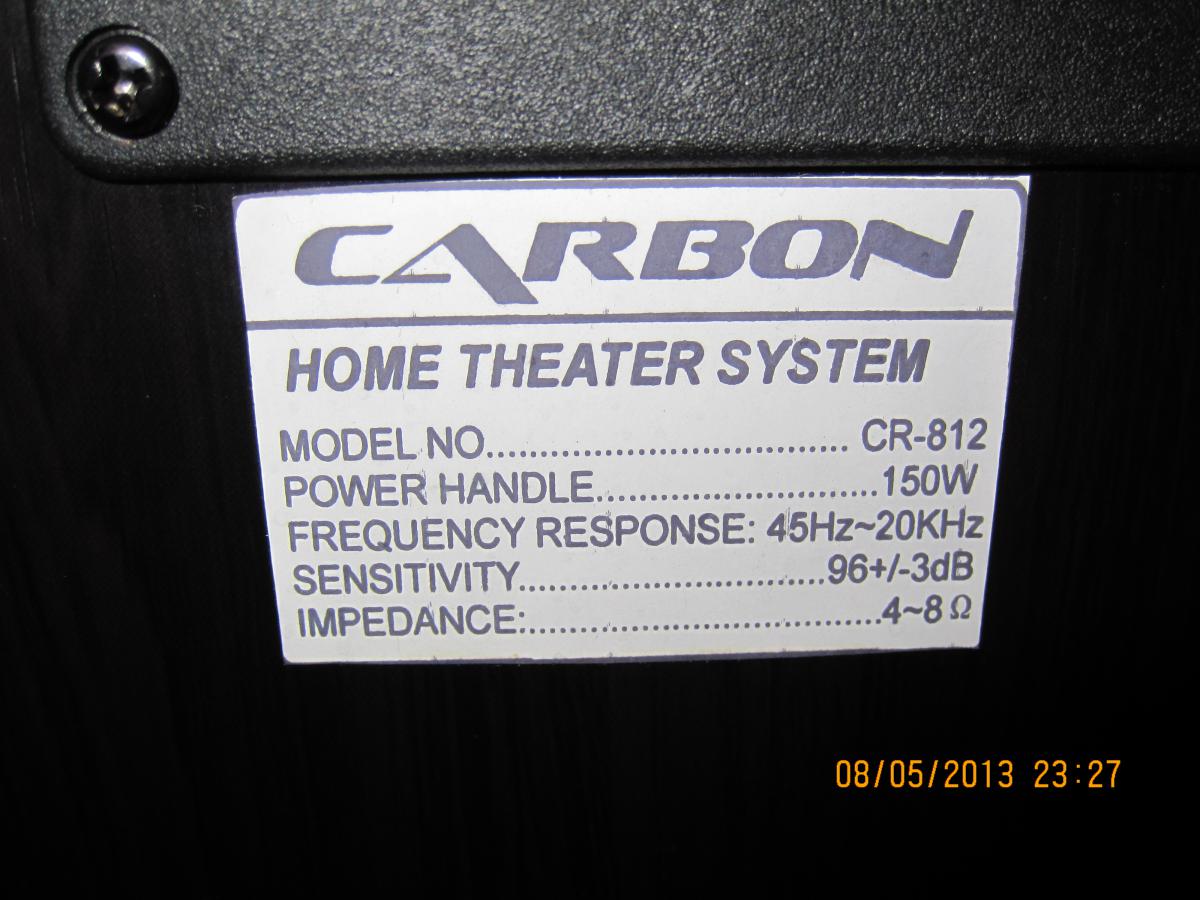 CARBON
HOME THEATER SYSTEM
MODEL NO.................................. CR-812
POWER HANDLE..........................150W
FREQUENCY RESPONSE: 45Hz~20KHz
SENSITIVITY............................96+/-3dB
IMPEDANCE:.................................4~8 Ω
08/05/2013 23:27